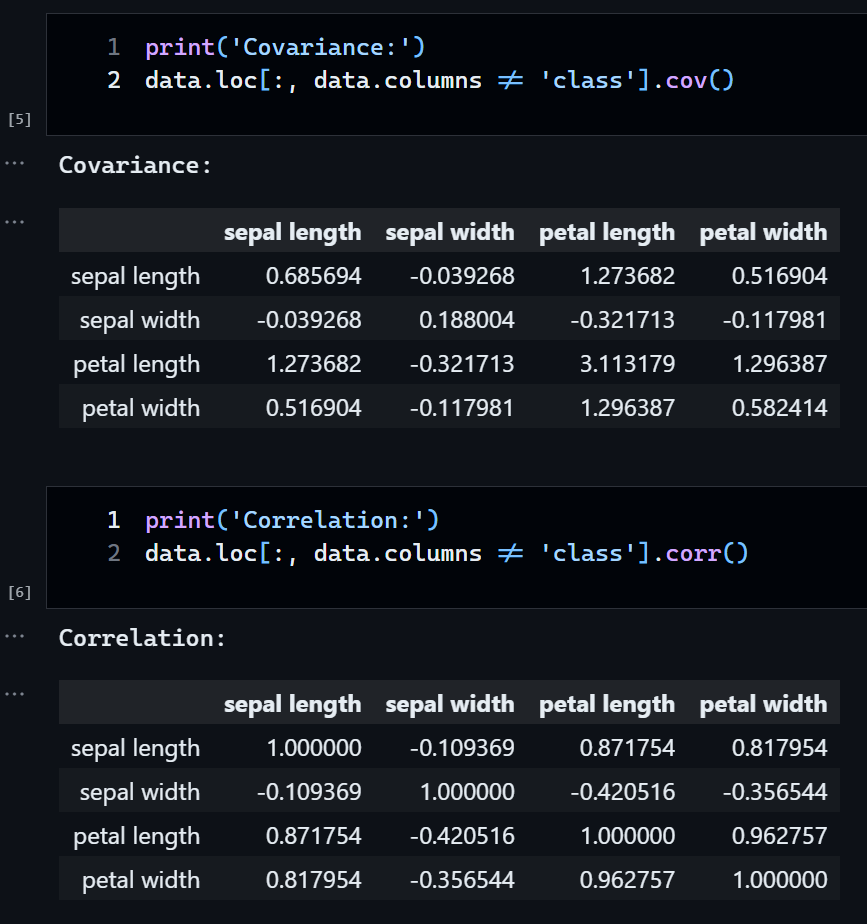 1 print('Covariance:')
2 data.loc[:, data.columns ≠ 'class'].cov()
[5]
... Covariance:
...
sepal length sepal width petal length petal width
sepal length 0.685694 -0.039268 1.273682 0.516904
sepal width -0.039268 0.188004 -0.321713 -0.117981
petal length 1.273682 -0.321713 3.113179 1.296387
petal width 0.516904 -0.117981 1.296387 0.582414
1 print('Correlation:')
2 data.loc[:, data.columns ≠ 'class'].corr()
[6]
... Correlation:
...
sepal length sepal width petal length petal width
sepal length 1.000000 -0.109369 0.871754 0.817954
sepal width -0.109369 1.000000 -0.420516 -0.356544
petal length 0.871754 -0.420516 1.000000 0.962757
petal width 0.817954 -0.356544 0.962757 1.000000